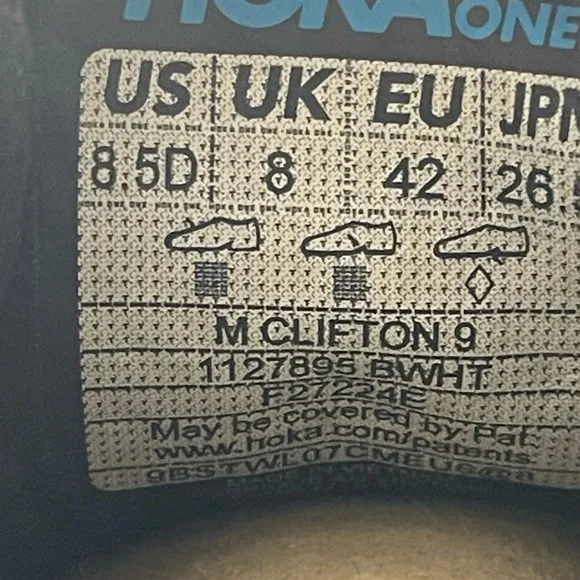 HOKA ONE
US UK EU JPN
8.5D 8 42 26.5
M CLIFTON 9
1127895 BWHT
F27224E
May be covered by Pat.
www.hoka.com/patents